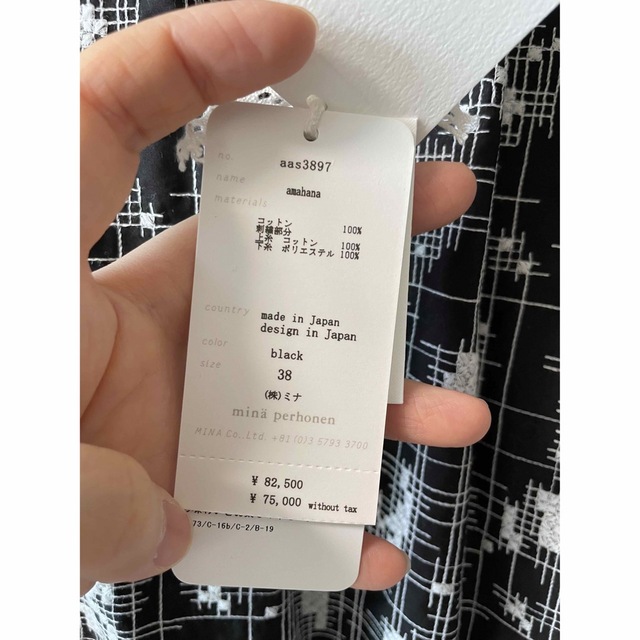 no. aas3897
name amahana
materials
コットン 100%
刺繍部分
上糸 コットン 100%
下糸 ポリエステル 100%
country made in Japan
design in Japan
color black
size 38
(株)ミナ
minä perhonen
MINA Co., Ltd. +81 (0)3 5793 3700
¥ 82,500
¥ 75,000 without tax
73/C-16b/C-2/B-19